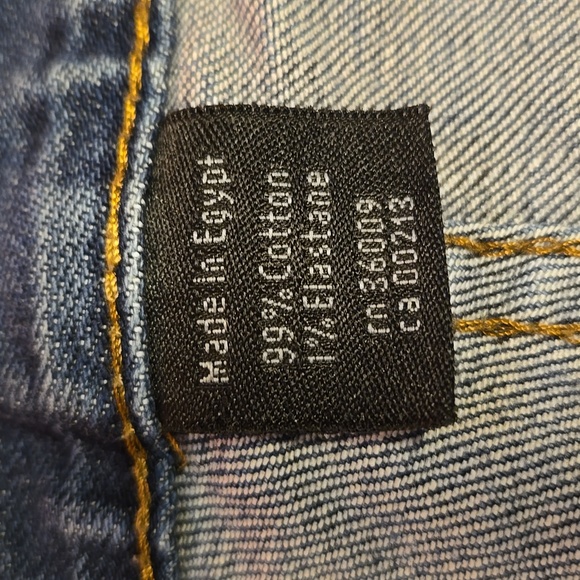 Made in Egypt
99% Cotton
1% Elastane
rn 36009
ca 00213